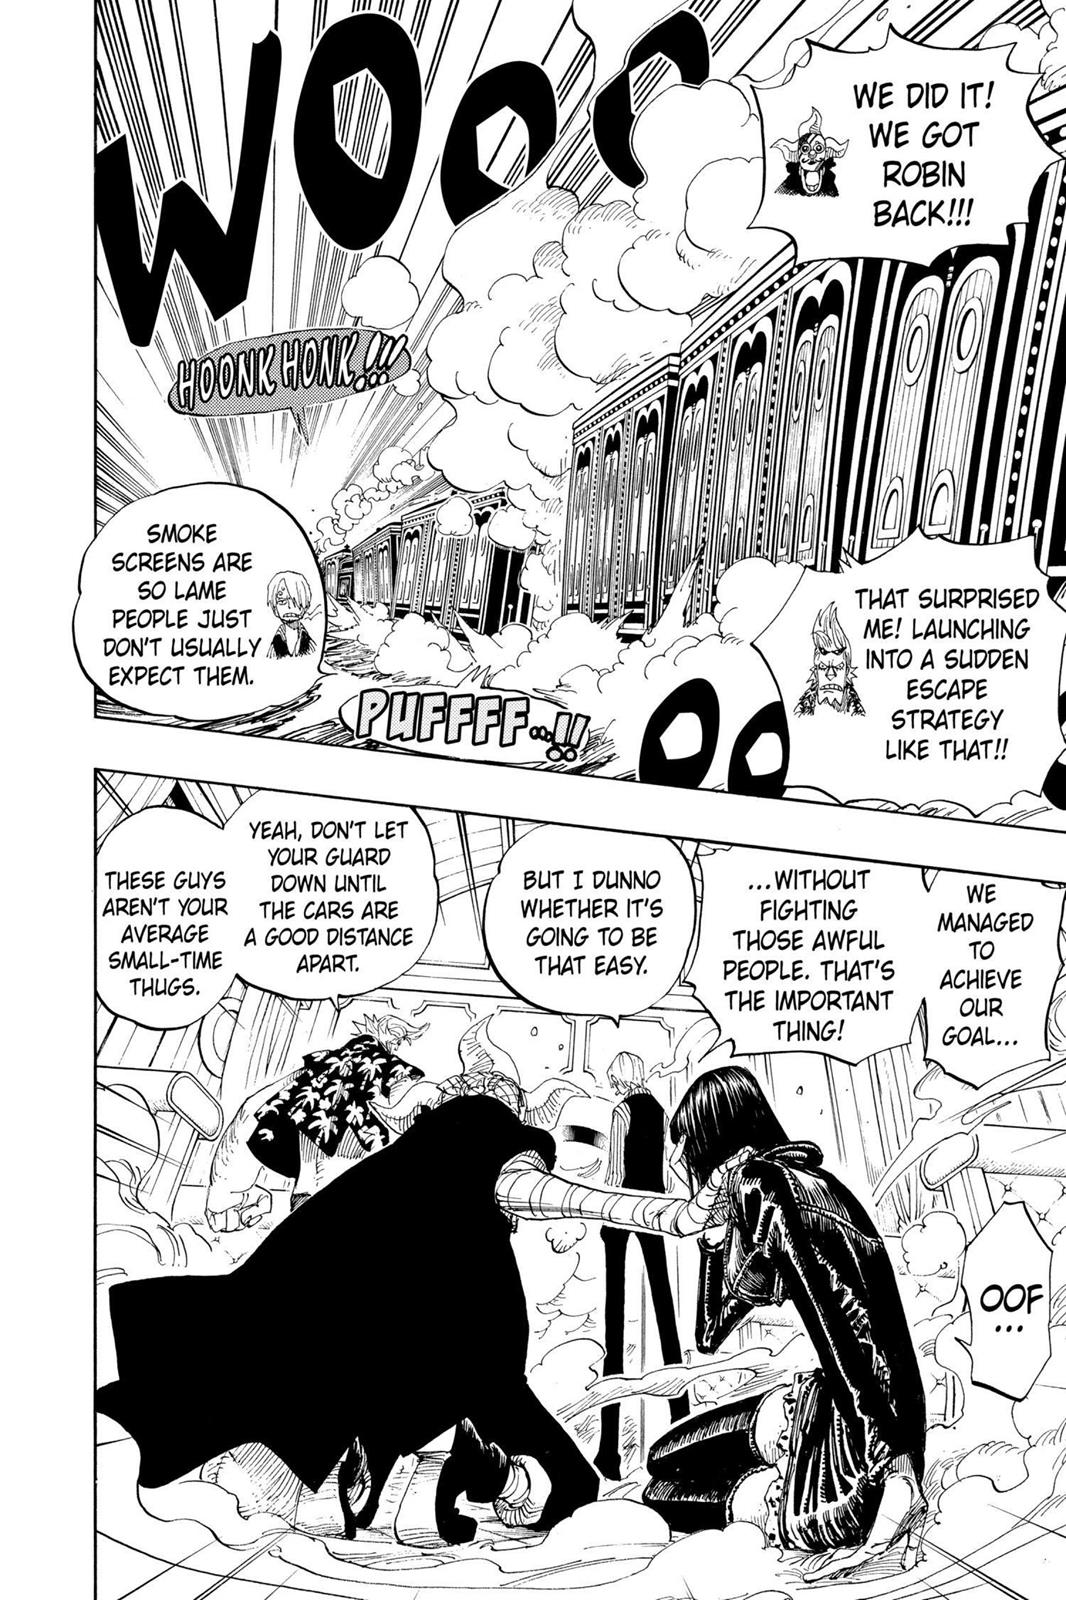 WOOO
WE DID IT!
WE GOT
ROBIN
BACK!!!
HOONK HONK...!!!
THAT SURPRISED
ME! LAUNCHING
INTO A SUDDEN
ESCAPE
STRATEGY
LIKE THAT!!
SMOKE
SCREENS ARE
SO LAME
PEOPLE JUST
DON'T USUALLY
EXPECT THEM.
PUFFFF...!!
OO
WE
MANAGED
TO
ACHIEVE
OUR
GOAL...
...WITHOUT
FIGHTING
THOSE AWFUL
PEOPLE. THAT'S
THE IMPORTANT
THING!
BUT I DUNNO
WHETHER IT'S
GOING TO BE
THAT EASY.
YEAH, DON'T LET
YOUR GUARD
DOWN UNTIL
THE CARS ARE
A GOOD DISTANCE
APART.
THESE GUYS
AREN'T YOUR
AVERAGE
SMALL-TIME
THUGS.
OOF
...